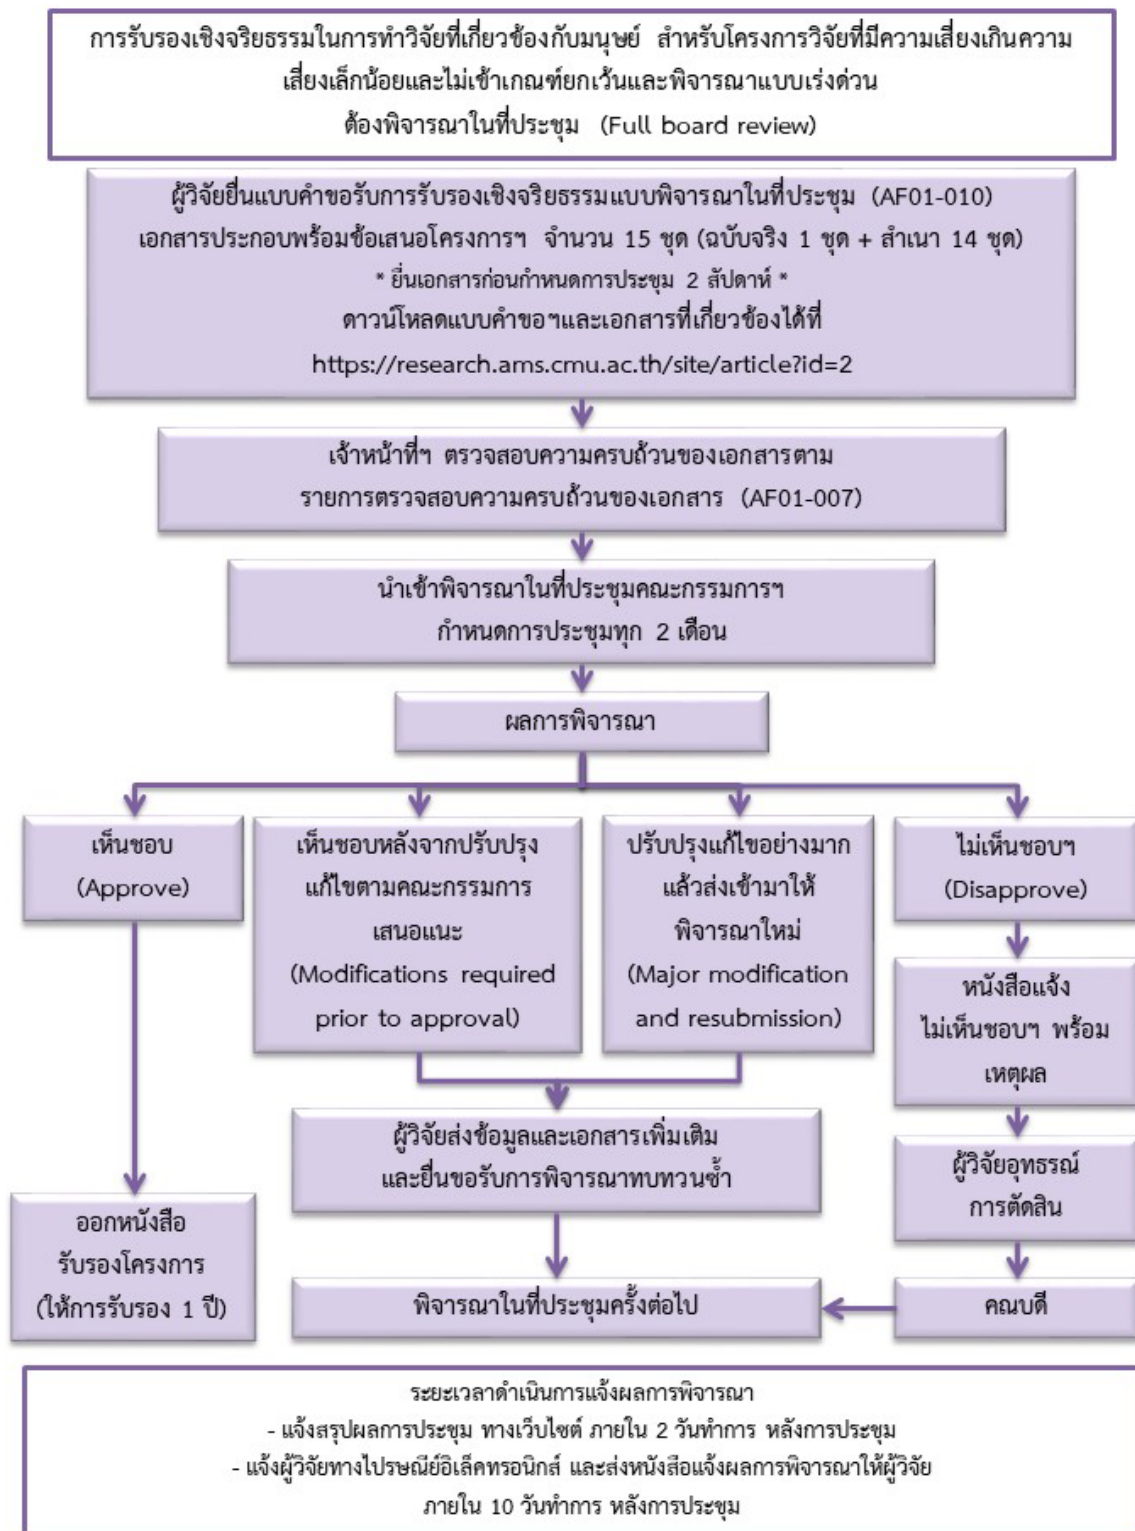 การรับรองเชิงจริยธรรมในการทำวิจัยที่เกี่ยวข้องกับมนุษย์ สำหรับโครงการวิจัยที่มีความเสี่ยงเกินความ
เสี่ยงเล็กน้อยและไม่เข้าเกณฑ์ยกเว้นและพิจารณาแบบเร่งด่วน
ต้องพิจารณาในที่ประชุม (Full board review)
ผู้วิจัยยื่นแบบคำขอรับการรับรองเชิงจริยธรรมแบบพิจารณาในที่ประชุม (AF01-010)
เอกสารประกอบพร้อมข้อเสนอโครงการฯ จำนวน 15 ชุด (ฉบับจริง 1 ชุด + สำเนา 14 ชุด)
* ยื่นเอกสารก่อนกำหนดการประชุม 2 สัปดาห์ *
ดาวน์โหลดแบบคำขอฯและเอกสารที่เกี่ยวข้องได้ที่
https://research.ams.cmu.ac.th/site/article?id=2
เจ้าหน้าที่ฯ ตรวจสอบความครบถ้วนของเอกสารตาม
รายการตรวจสอบความครบถ้วนของเอกสาร (AF01-007)
นำเข้าพิจารณาในที่ประชุมคณะกรรมการฯ
กำหนดการประชุมทุก 2 เดือน
ผลการพิจารณา
เห็นชอบ
(Approve)
เห็นชอบหลังจากปรับปรุง
แก้ไขตามคณะกรรมการ
เสนอแนะ
(Modifications required
prior to approval)
ปรับปรุงแก้ไขอย่างมาก
แล้วส่งเข้ามาให้
พิจารณาใหม่
(Major modification
and resubmission)
ไม่เห็นชอบฯ
(Disapprove)
หนังสือแจ้ง
ไม่เห็นชอบฯ พร้อม
เหตุผล
ผู้วิจัยส่งข้อมูลและเอกสารเพิ่มเติม
และยื่นขอรับการพิจารณาทบทวนซ้ำ
ผู้วิจัยอุทธรณ์
การตัดสิน
ออกหนังสือ
รับรองโครงการ
(ให้การรับรอง 1 ปี)
พิจารณาในที่ประชุมครั้งต่อไป
คณบดี
ระยะเวลาดำเนินการแจ้งผลการพิจารณา
- แจ้งสรุปผลการประชุม ทางเว็บไซต์ ภายใน 2 วันทำการ หลังการประชุม
- แจ้งผู้วิจัยทางไปรษณีย์อิเล็คทรอนิกส์ และส่งหนังสือแจ้งผลการพิจารณาให้ผู้วิจัย
ภายใน 10 วันทำการ หลังการประชุม